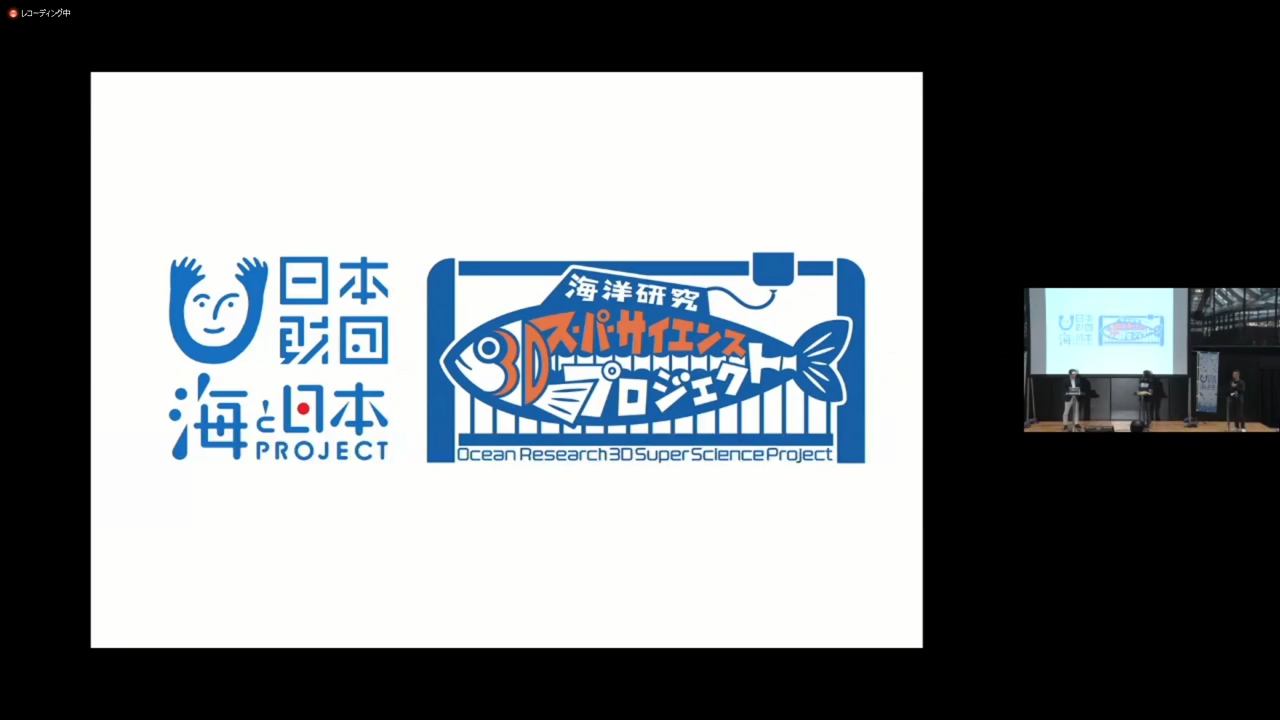 レコーディング中
日本
財団
海と日本
PROJECT
海洋研究
3Dスーパーサイエンス
プロジェクト
Ocean Research 3D Super Science Project